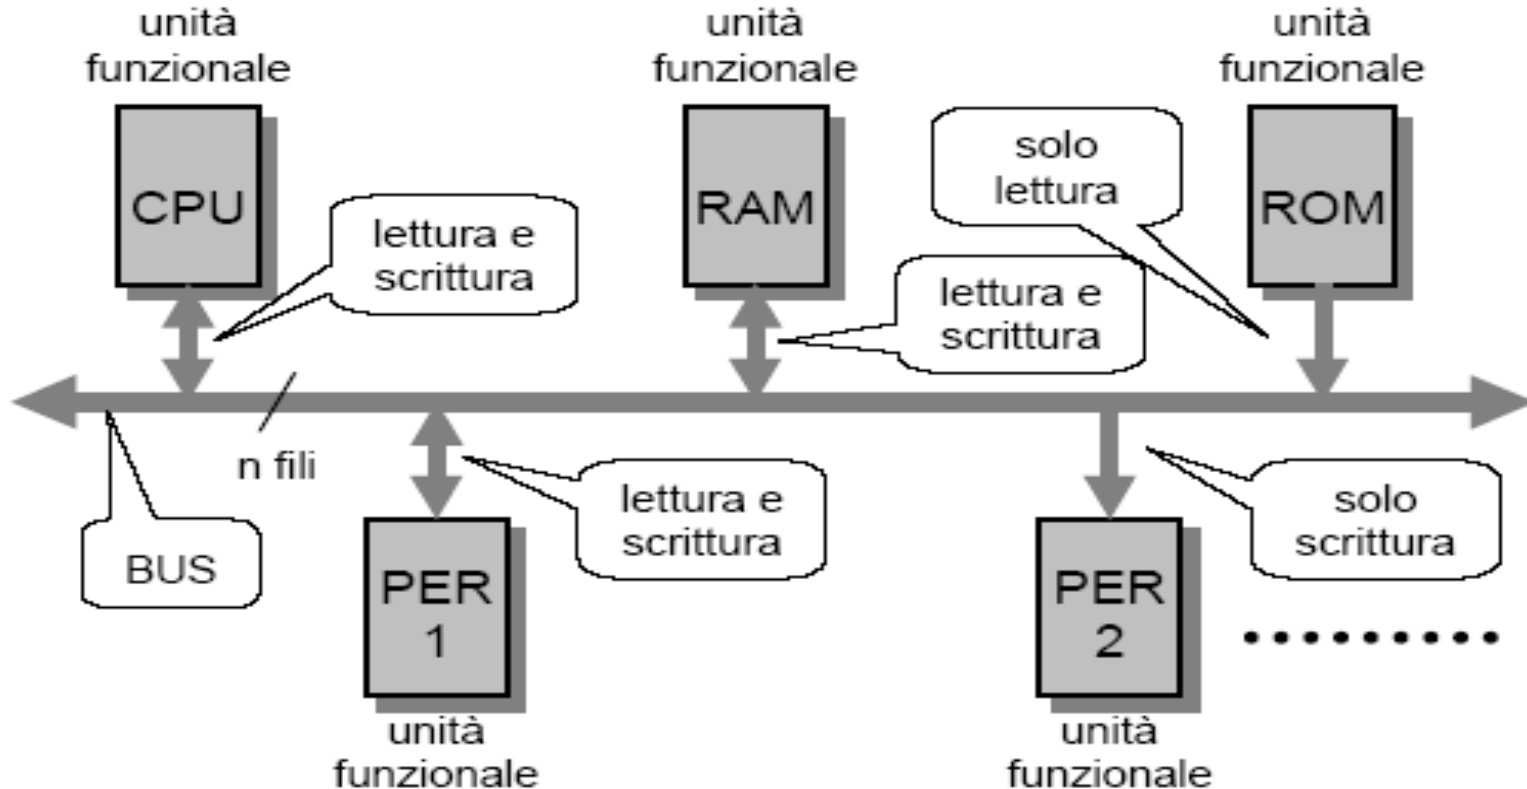 unità
funzionale
unità
funzionale
unità
funzionale
CPU
lettura e
scrittura
RAM
lettura e
scrittura
solo
lettura
ROM
n fili
BUS
PER
1
lettura e
scrittura
unità
funzionale
PER
2
solo
scrittura
unità
funzionale